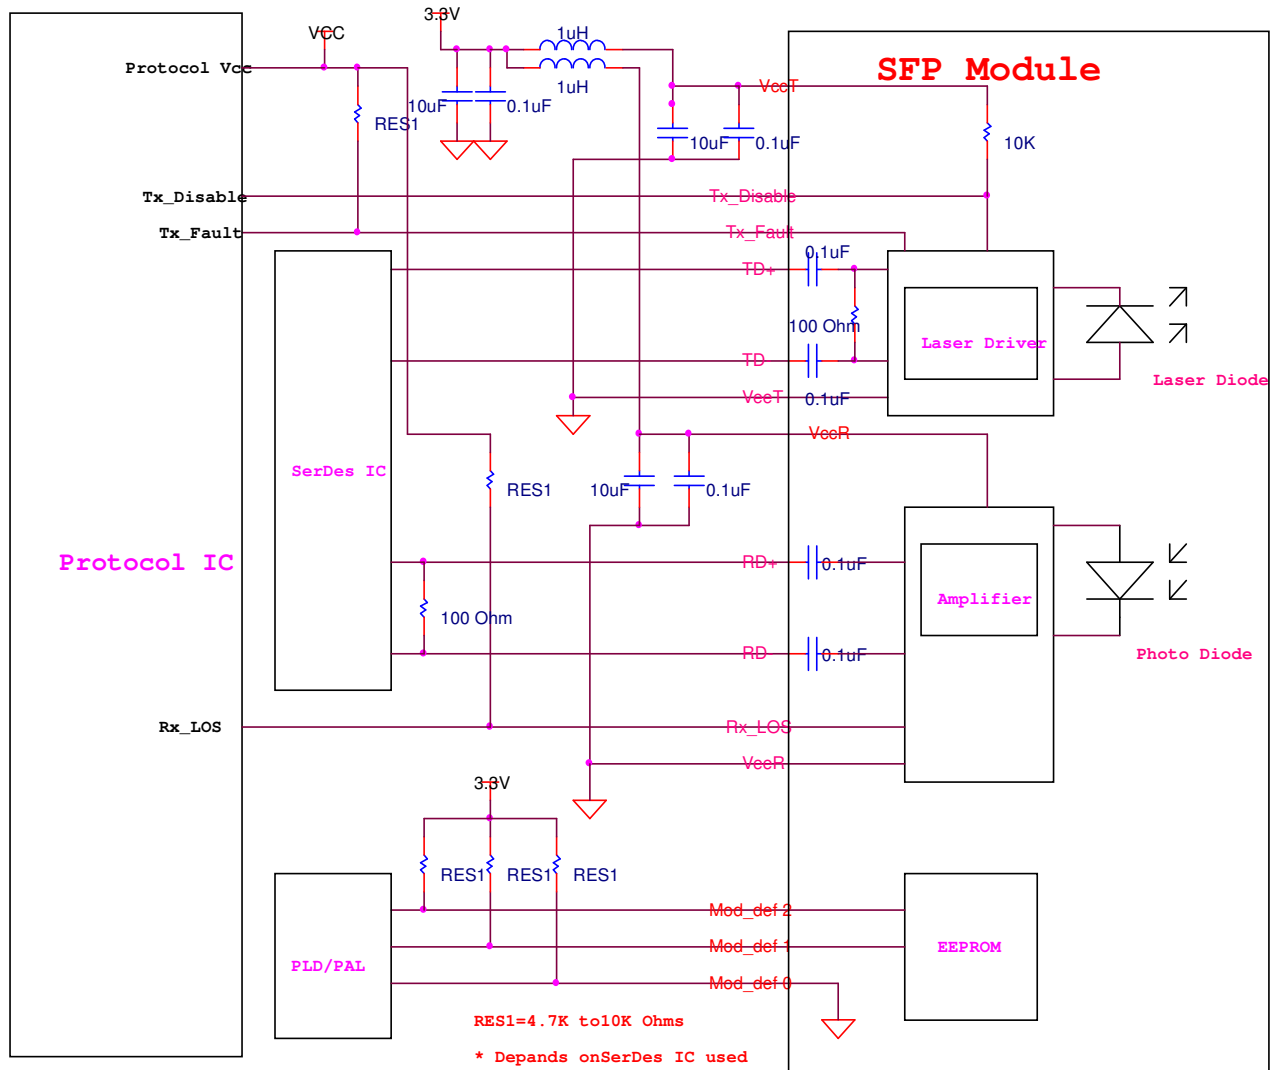 3.3V
VCC
1uH
Protocol Vcc
SFP Module
1uH
VccT
10uF
0.1uF
RES1
10uF
0.1uF
10K
Tx_Disable
Tx_Disable
Tx_Fault
Tx_Fault
0.1uF
TD+
100 Ohm
Laser Driver
TD-
Laser Diode
VeeT
0.1uF
VccR
SerDes IC
RES1
10uF
0.1uF
Protocol IC
RD+
0.1uF
Amplifier
100 Ohm
RD-
0.1uF
Photo Diode
Rx_LOS
Rx_LOS
VeeR
3.3V
RES1
RES1
RES1
Mod_def 2
Mod_def 1
EEPROM
PLD/PAL
Mod_def 0
RES1=4.7K to10K Ohms
* Depands onSerDes IC used